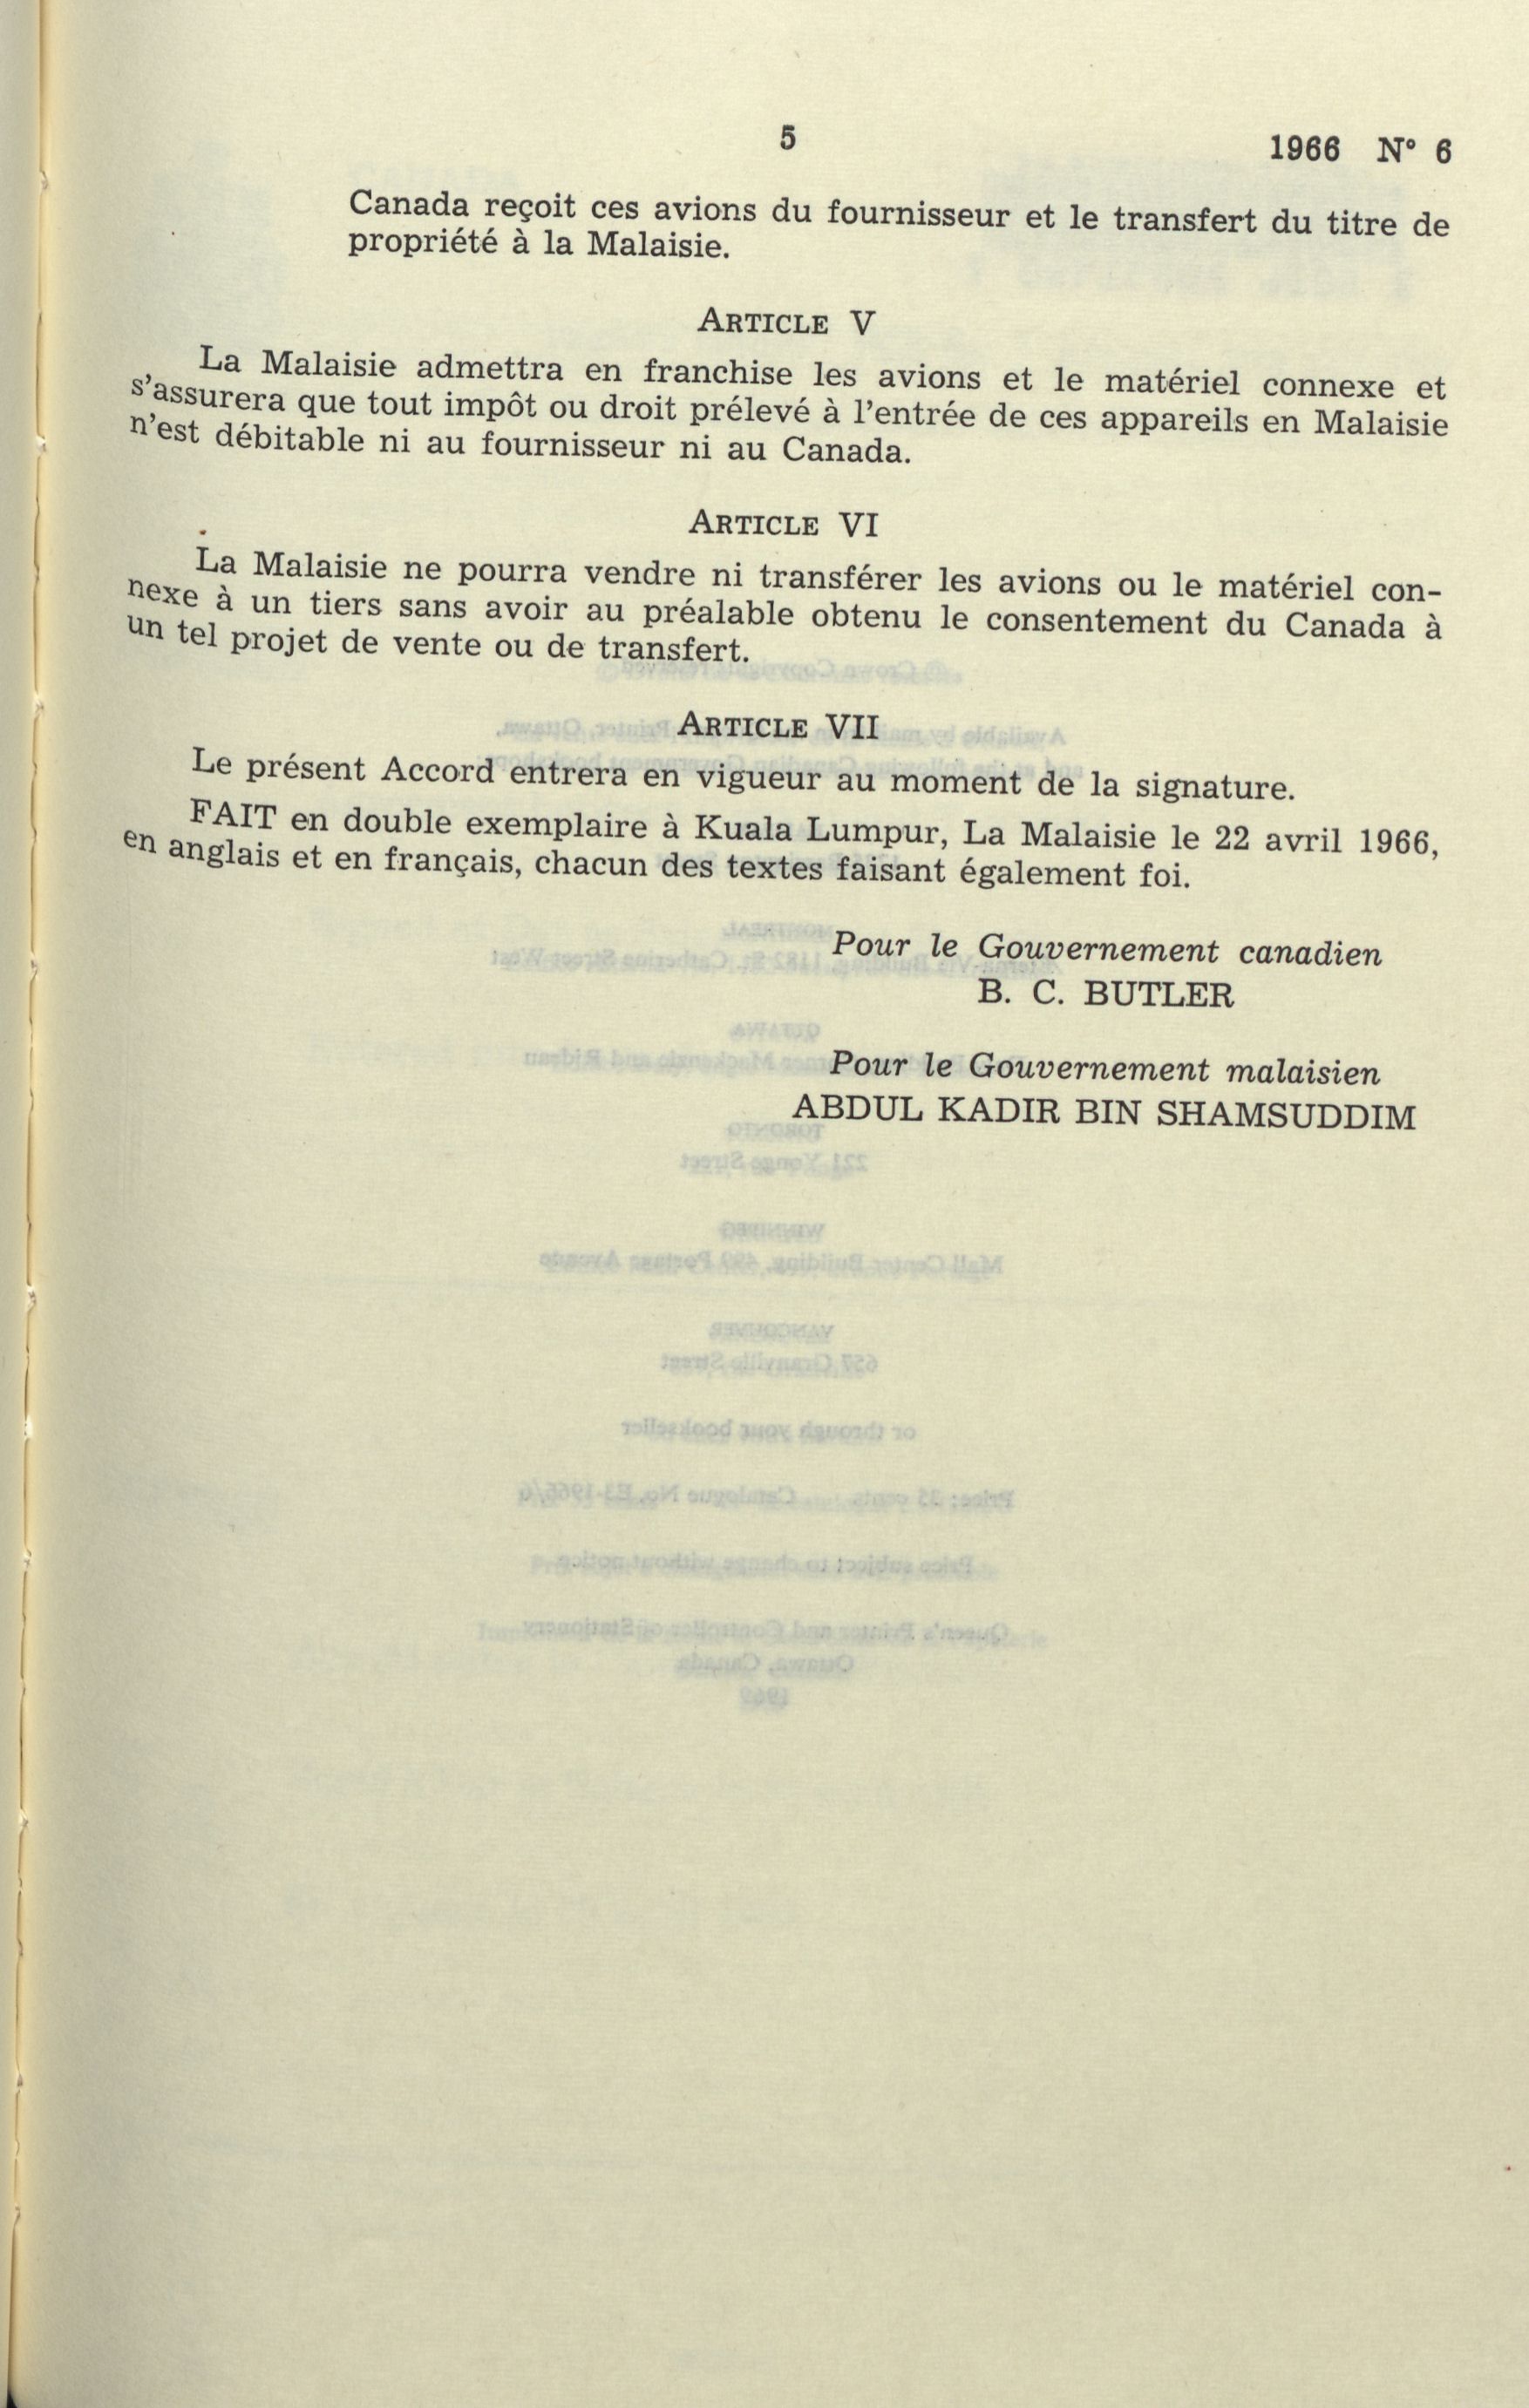 5
1966 N° 6
Canada reçoit ces avions du fournisseur et le transfert du titre de
propriété à la Malaisie.
ARTICLE V
La Malaisie admettra en franchise les avions et le matériel connexe et
s'assurera que tout impôt ou droit prélevé à l'entrée de ces appareils en Malaisie
n'est débitable ni au fournisseur ni au Canada.
ARTICLE VI
La Malaisie ne pourra vendre ni transférer les avions ou le matériel con-
nexe à un tiers sans avoir au préalable obtenu le consentement du Canada à
un tel projet de vente ou de transfert.
ARTICLE VII
Le présent Accord entrera en vigueur au moment de la signature.
FAIT en double exemplaire à Kuala Lumpur, La Malaisie le 22 avril 1966,
en anglais et en français, chacun des textes faisant également foi.
Pour le Gouvernement canadien
B. C. BUTLER
Pour le Gouvernement malaisien
ABDUL KADIR BIN SHAMSUDDIM